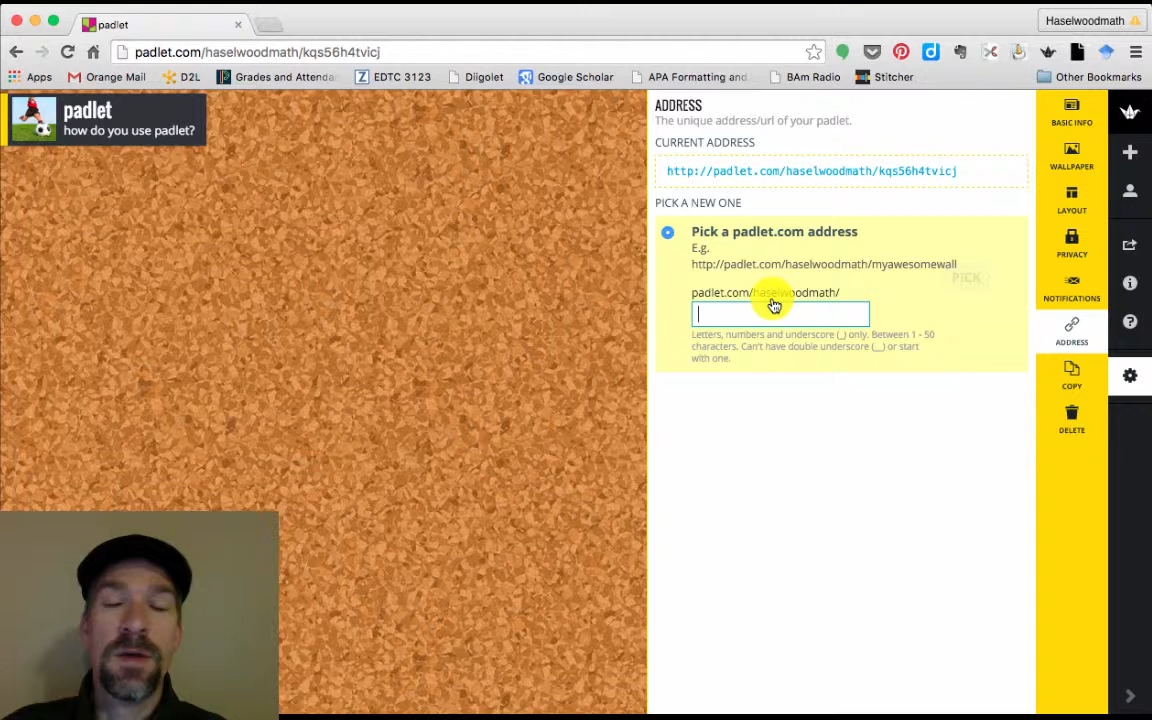 padlet
Haselwoodmath
padlet.com/haselwoodmath/kqs56h4tvicj
Apps
Orange Mail
D2L
Grades and Attenda
EDTC 3123
Diigolet
Google Scholar
APA Formatting and
BAm Radio
Stitcher
Other Bookmarks
padlet
how do you use padlet?
ADDRESS
The unique address/url of your padlet.
CURRENT ADDRESS
http://padlet.com/haselwoodmath/kqs56h4tvicj
PICK A NEW ONE
Pick a padlet.com address
E.g.
http://padlet.com/haselwoodmath/myawesomewall
PICK
padlet.com/haselwoodmath/
Letters, numbers and underscore (_) only. Between 1 - 50
characters. Can't have double underscore (__) or start
with one.
BASIC INFO
WALLPAPER
LAYOUT
PRIVACY
NOTIFICATIONS
ADDRESS
COPY
DELETE